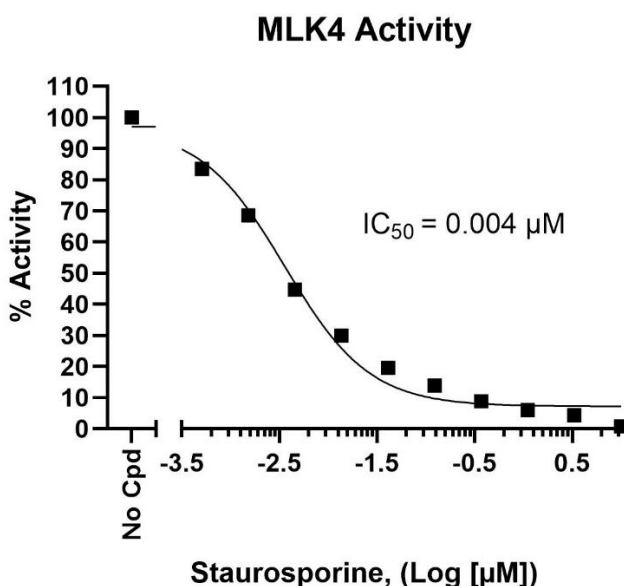 MLK4 Activity
110
100
90
80
70
60
50
40
30
20
10
0
% Activity
IC₅₀ = 0.004 µM
No Cpd
-3.5 -2.5 -1.5 -0.5 0.5
Staurosporine, (Log [µM])